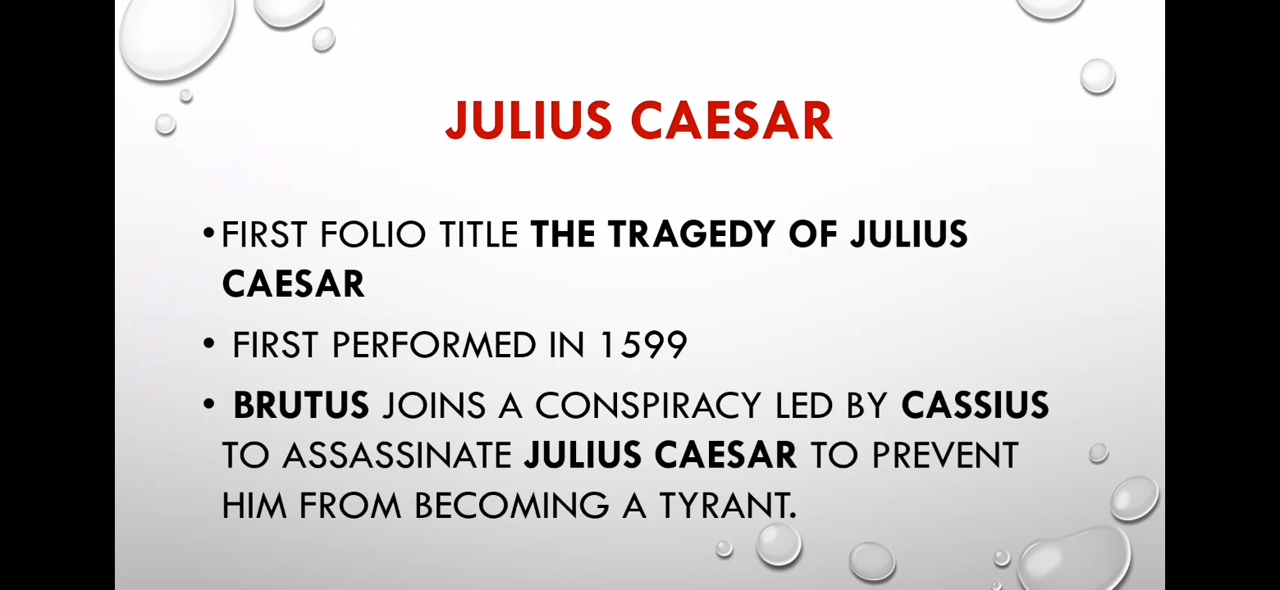 JULIUS CAESAR
•FIRST FOLIO TITLE THE TRAGEDY OF JULIUS
CAESAR
• FIRST PERFORMED IN 1599
• BRUTUS JOINS A CONSPIRACY LED BY CASSIUS
TO ASSASSINATE JULIUS CAESAR TO PREVENT
HIM FROM BECOMING A TYRANT.